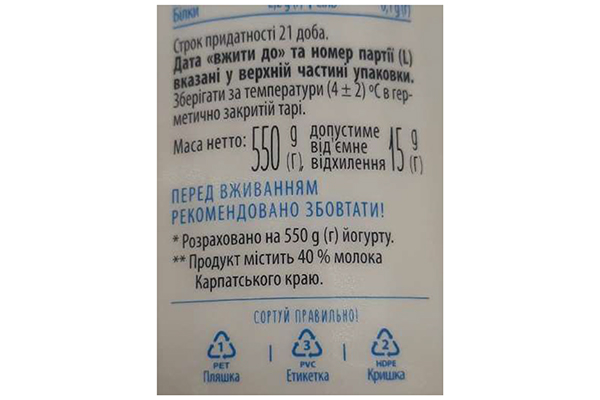 Білки
Строк придатності 21 доба.
Дата «вжити до» та номер партії (L)
вказані у верхній частині упаковки.
Зберігати за температури (4 ± 2) ºС в гер-
метично закритій тарі.
Маса нетто: 550 g (г), допустиме від'ємне відхилення 15 g (г)
ПЕРЕД ВЖИВАННЯМ
РЕКОМЕНДОВАНО ЗБОВТАТИ!
* Розраховано на 550 g (г) йогурту.
** Продукт містить 40 % молока
Карпатського краю.
СОРТУЙ ПРАВИЛЬНО!
1 | 3 | 2
PET PVC HDPE
Пляшка Етикетка Кришка